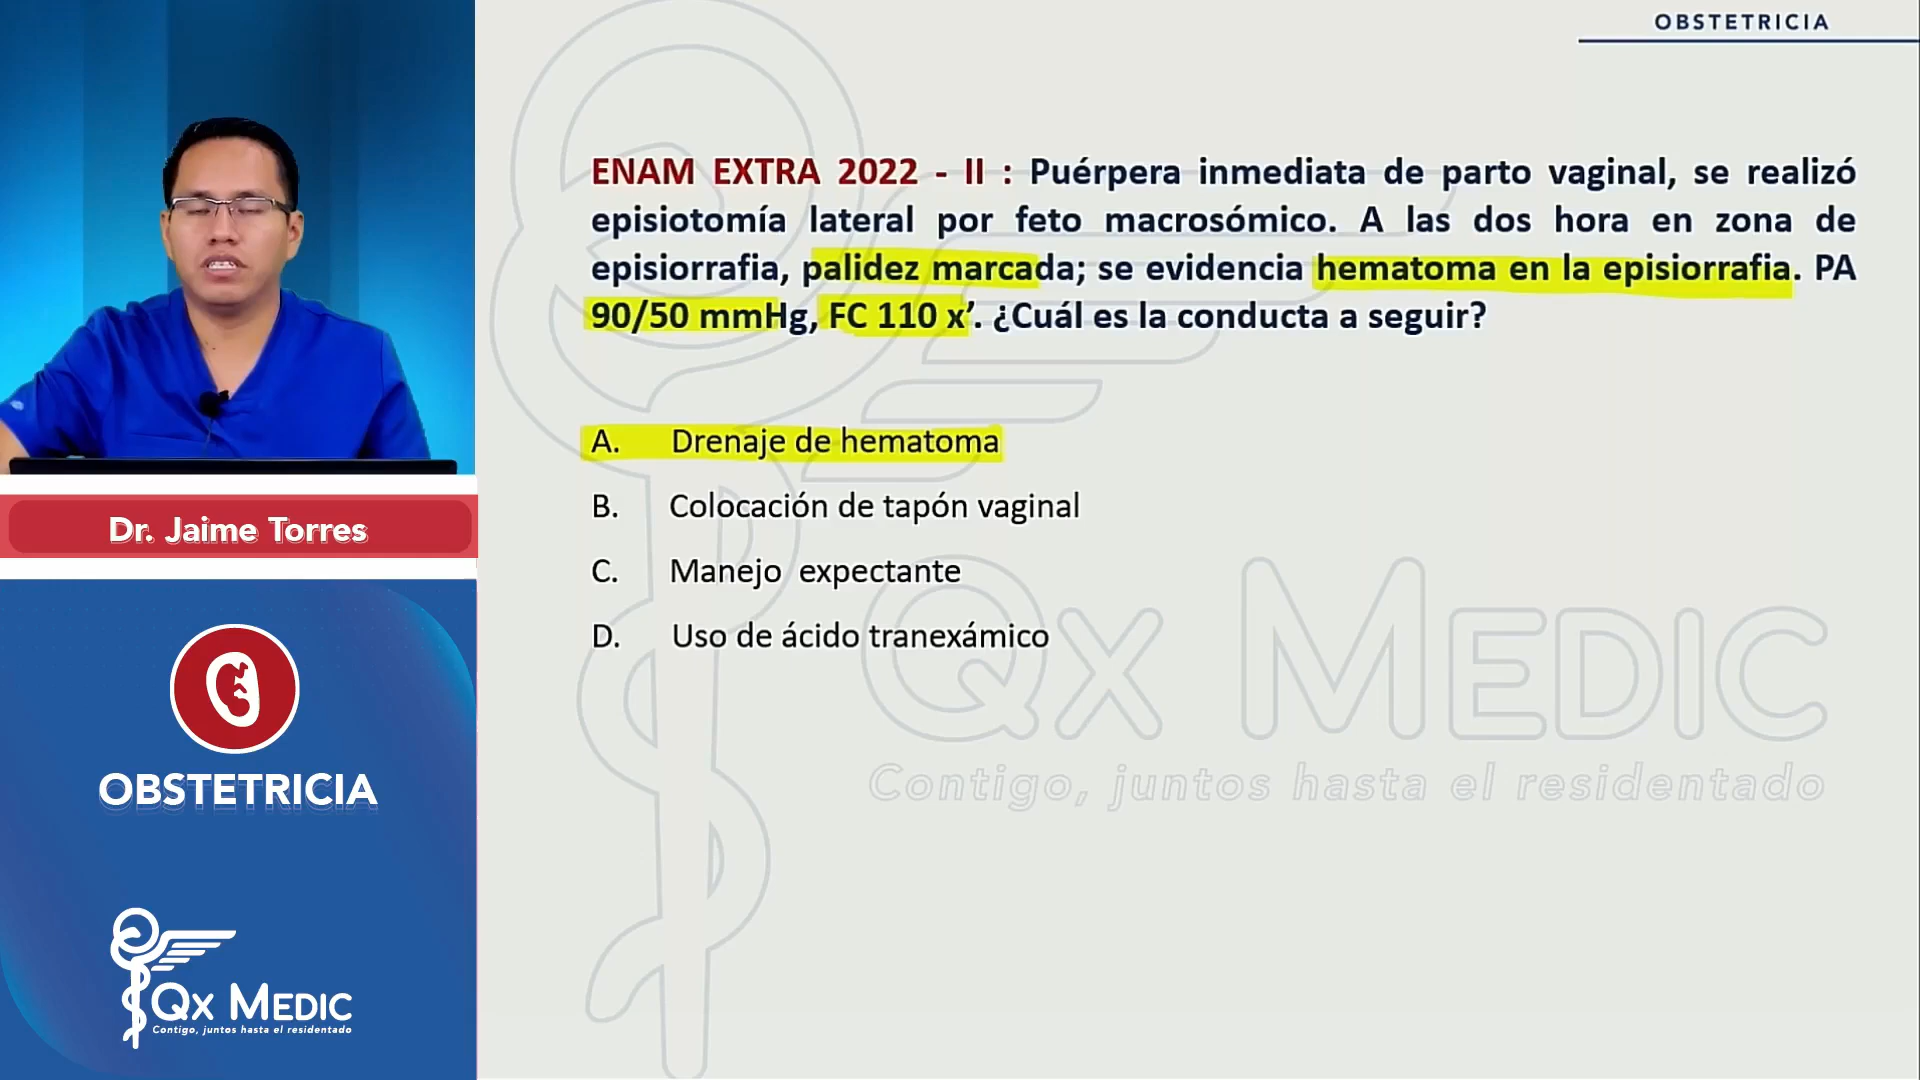 OBSTETRICIA
ENAM EXTRA 2022 - II : Puérpera inmediata de parto vaginal, se realizó
episiotomía lateral por feto macrosómico. A las dos hora en zona de
episiorrafia, palidez marcada; se evidencia hematoma en la episiorrafia. PA
90/50 mmHg, FC 110 x’. ¿Cuál es la conducta a seguir?
A. Drenaje de hematoma
B. Colocación de tapón vaginal
C. Manejo expectante
D. Uso de ácido tranexámico
QX MEDIC
Contigo, juntos hasta el residentado
Dr. Jaime Torres
OBSTETRICIA
QX MEDIC
Contigo, juntos hasta el residentado